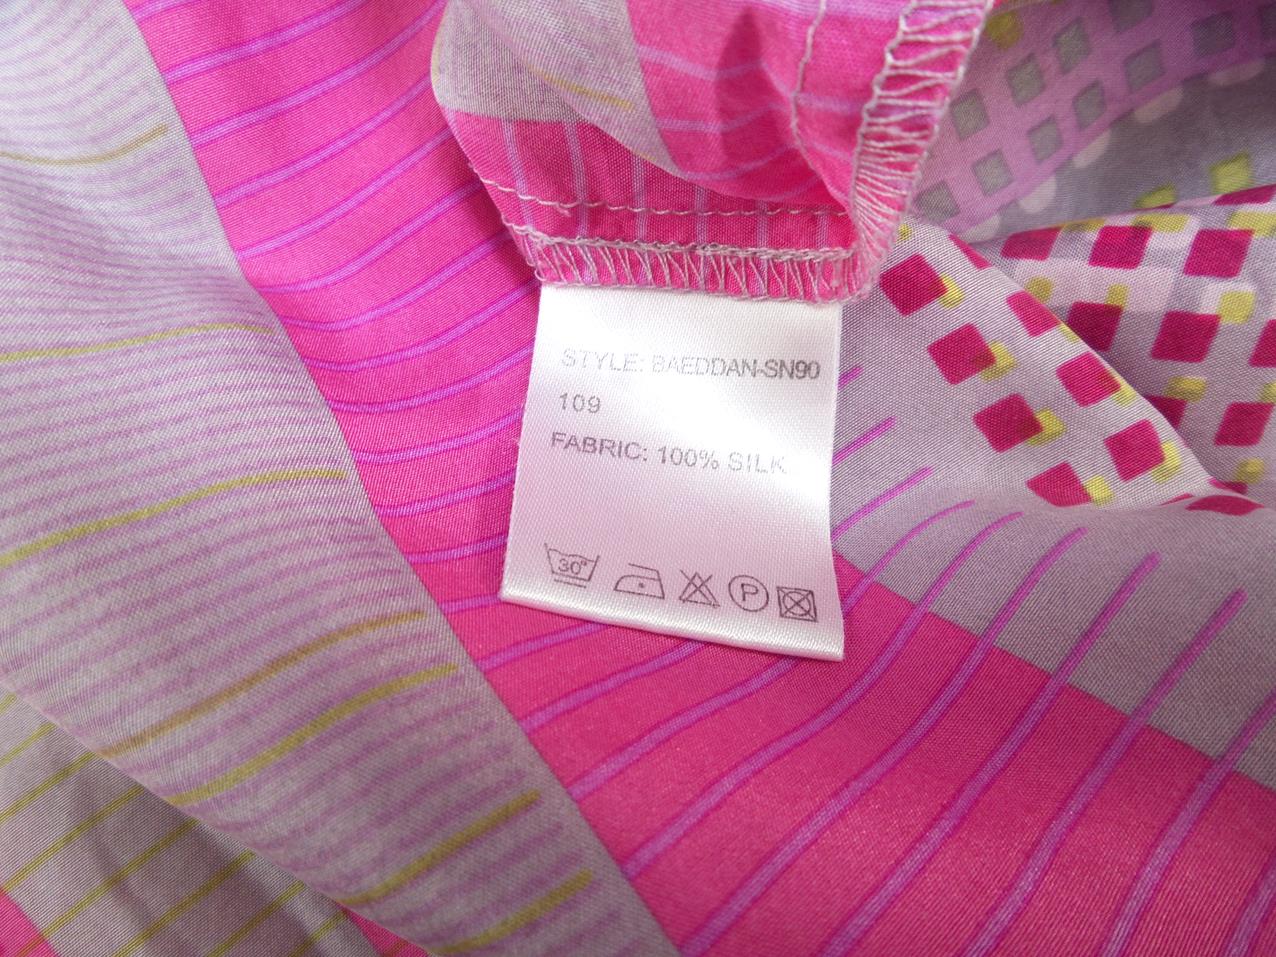 STYLE: BAEDDAN-SN90
109
FABRIC: 100% SILK
30°
P